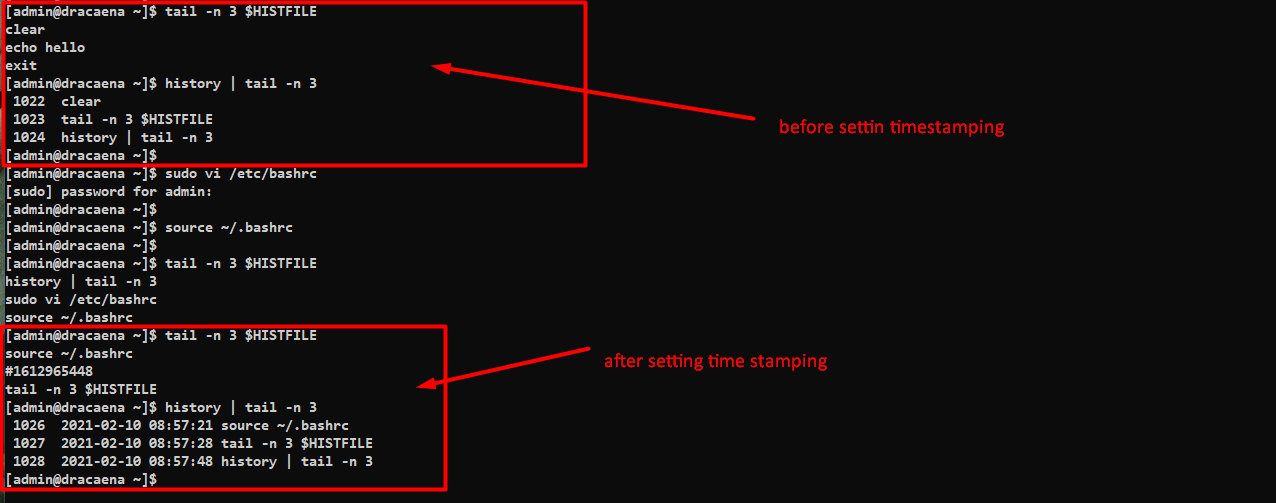 [admin@dracaena ~]$ tail -n 3 $HISTFILE
clear
echo hello
exit
[admin@dracaena ~]$ history | tail -n 3
1022  clear
1023  tail -n 3 $HISTFILE
1024  history | tail -n 3
[admin@dracaena ~]$
before settin timestamping
[admin@dracaena ~]$ sudo vi /etc/bashrc
[sudo] password for admin:
[admin@dracaena ~]$
[admin@dracaena ~]$ source ~/.bashrc
[admin@dracaena ~]$
[admin@dracaena ~]$ tail -n 3 $HISTFILE
history | tail -n 3
sudo vi /etc/bashrc
source ~/.bashrc
[admin@dracaena ~]$ tail -n 3 $HISTFILE
source ~/.bashrc
#1612965448
tail -n 3 $HISTFILE
[admin@dracaena ~]$ history | tail -n 3
1026  2021-02-10 08:57:21 source ~/.bashrc
1027  2021-02-10 08:57:28 tail -n 3 $HISTFILE
1028  2021-02-10 08:57:48 history | tail -n 3
[admin@dracaena ~]$
after setting time stamping